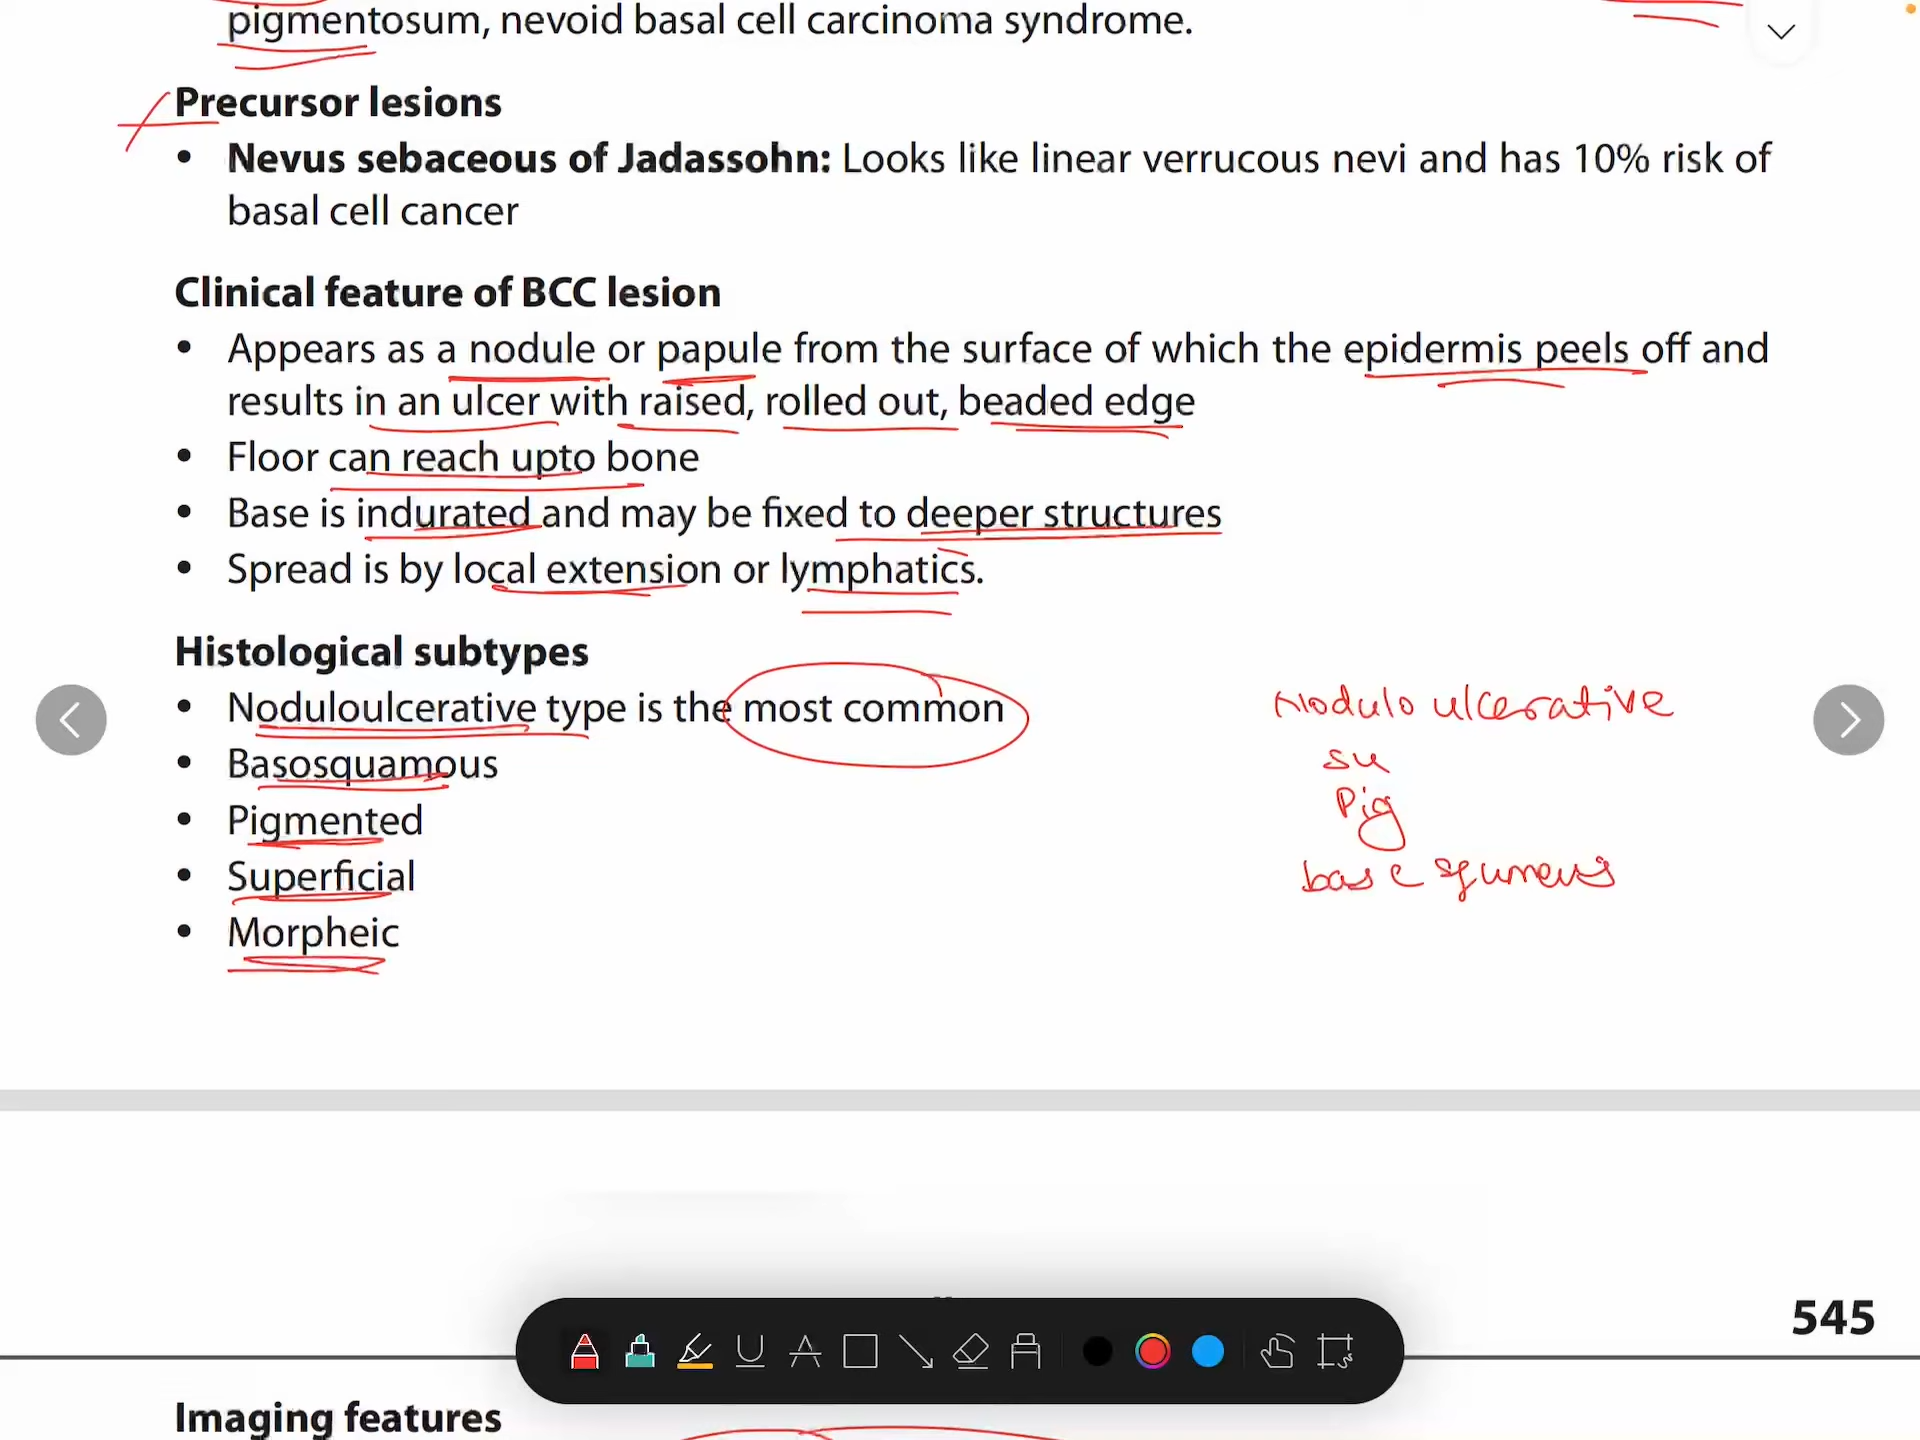 pigmentosum, nevoid basal cell carcinoma syndrome.
Precursor lesions
• Nevus sebaceous of Jadassohn: Looks like linear verrucous nevi and has 10% risk of
basal cell cancer
Clinical feature of BCC lesion
• Appears as a nodule or papule from the surface of which the epidermis peels off and
results in an ulcer with raised, rolled out, beaded edge
• Floor can reach upto bone
• Base is indurated and may be fixed to deeper structures
• Spread is by local extension or lymphatics.
Histological subtypes
• Noduloulcerative type is the most common
• Basosquamous
• Pigmented
• Superficial
• Morpheic
Nodulo ulcerative
su
Pig
base
545
Imaging features